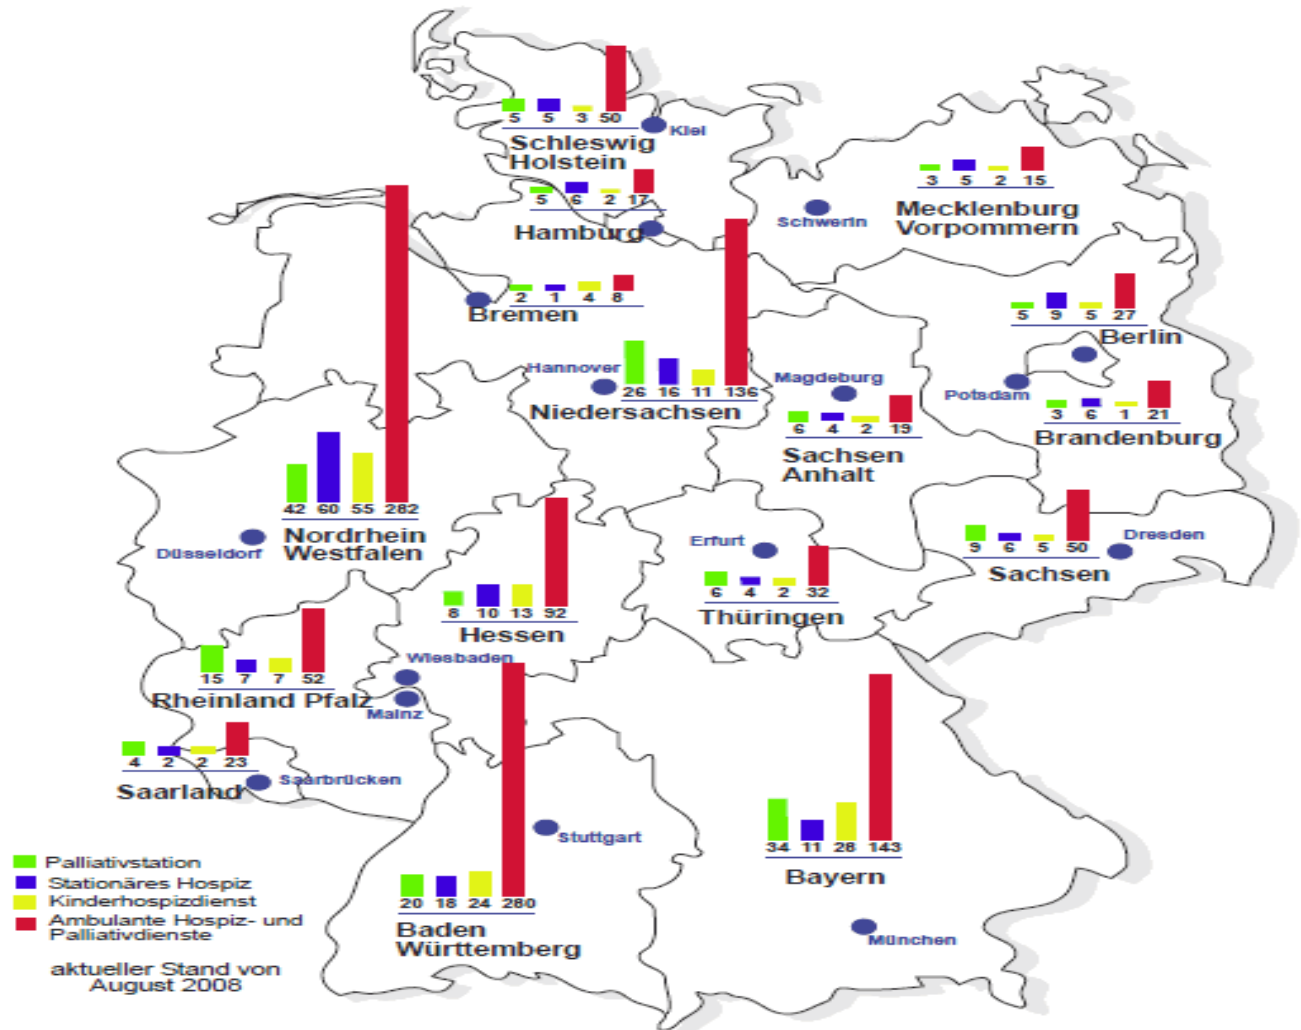 5 5 3 50
Kiel
Schleswig
Holstein
5 6 2 17
Hamburg
3 5 2 15
Schwerin
Mecklenburg
Vorpommern
2 1 4 8
Bremen
5 9 5 27
Berlin
Hannover
26 16 11 136
Niedersachsen
Magdeburg
6 4 2 19
Sachsen
Anhalt
Potsdam
3 6 1 21
Brandenburg
42 60 55 282
Nordrhein
Westfalen
Düsseldorf
Erfurt
6 4 2 32
Thüringen
9 6 5 50
Dresden
Sachsen
8 10 13 92
Hessen
Wiesbaden
15 7 7 52
Rheinland Pfalz
Mainz
4 2 2 23
Saarbrücken
Saarland
Stuttgart
34 11 28 143
Bayern
20 18 24 280
Baden
Württemberg
München
Palliativstation
Stationäres Hospiz
Kinderhospizdienst
Ambulante Hospiz- und
Palliativdienste
aktueller Stand von
August 2008